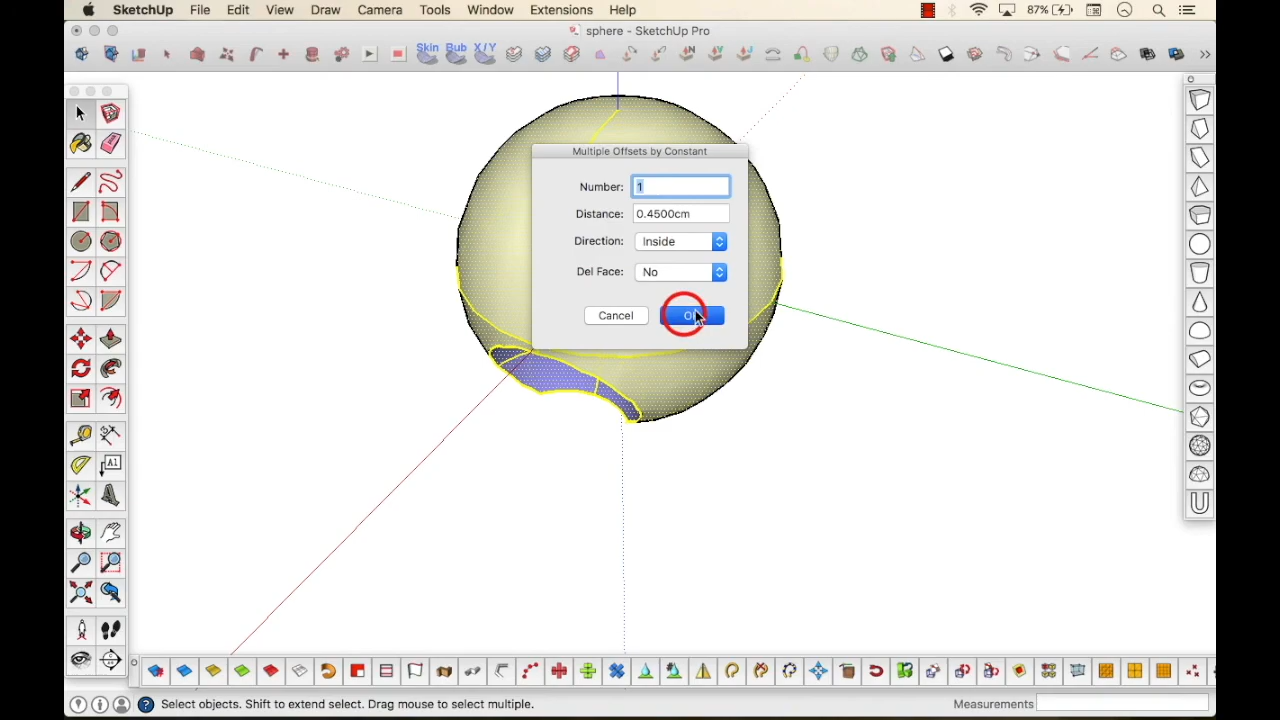 SketchUp File Edit View Draw Camera Tools Window Extensions Help 87%
sphere - SketchUp Pro
Skin Bub X/Y
Multiple Offsets by Constant
Number: 1
Distance: 0.4500cm
Direction: Inside
Del Face: No
Cancel
A1
Select objects. Shift to extend select. Drag mouse to select multiple. Measurements